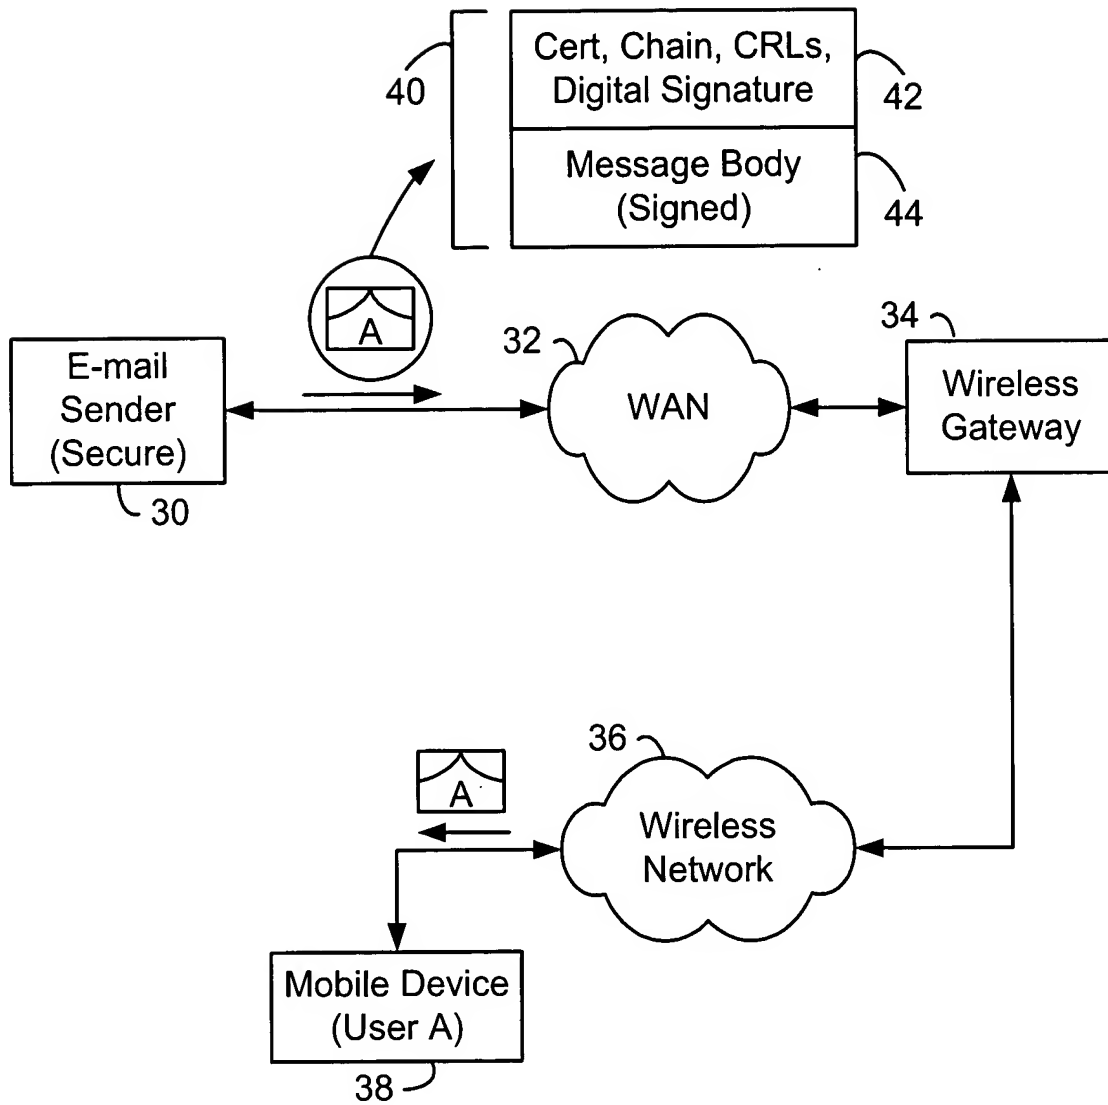 Cert, Chain, CRLs,
Digital Signature
40
42
Message Body
(Signed)
44
A
E-mail
Sender
(Secure)
30
32
WAN
34
Wireless
Gateway
36
A
Wireless
Network
Mobile Device
(User A)
38